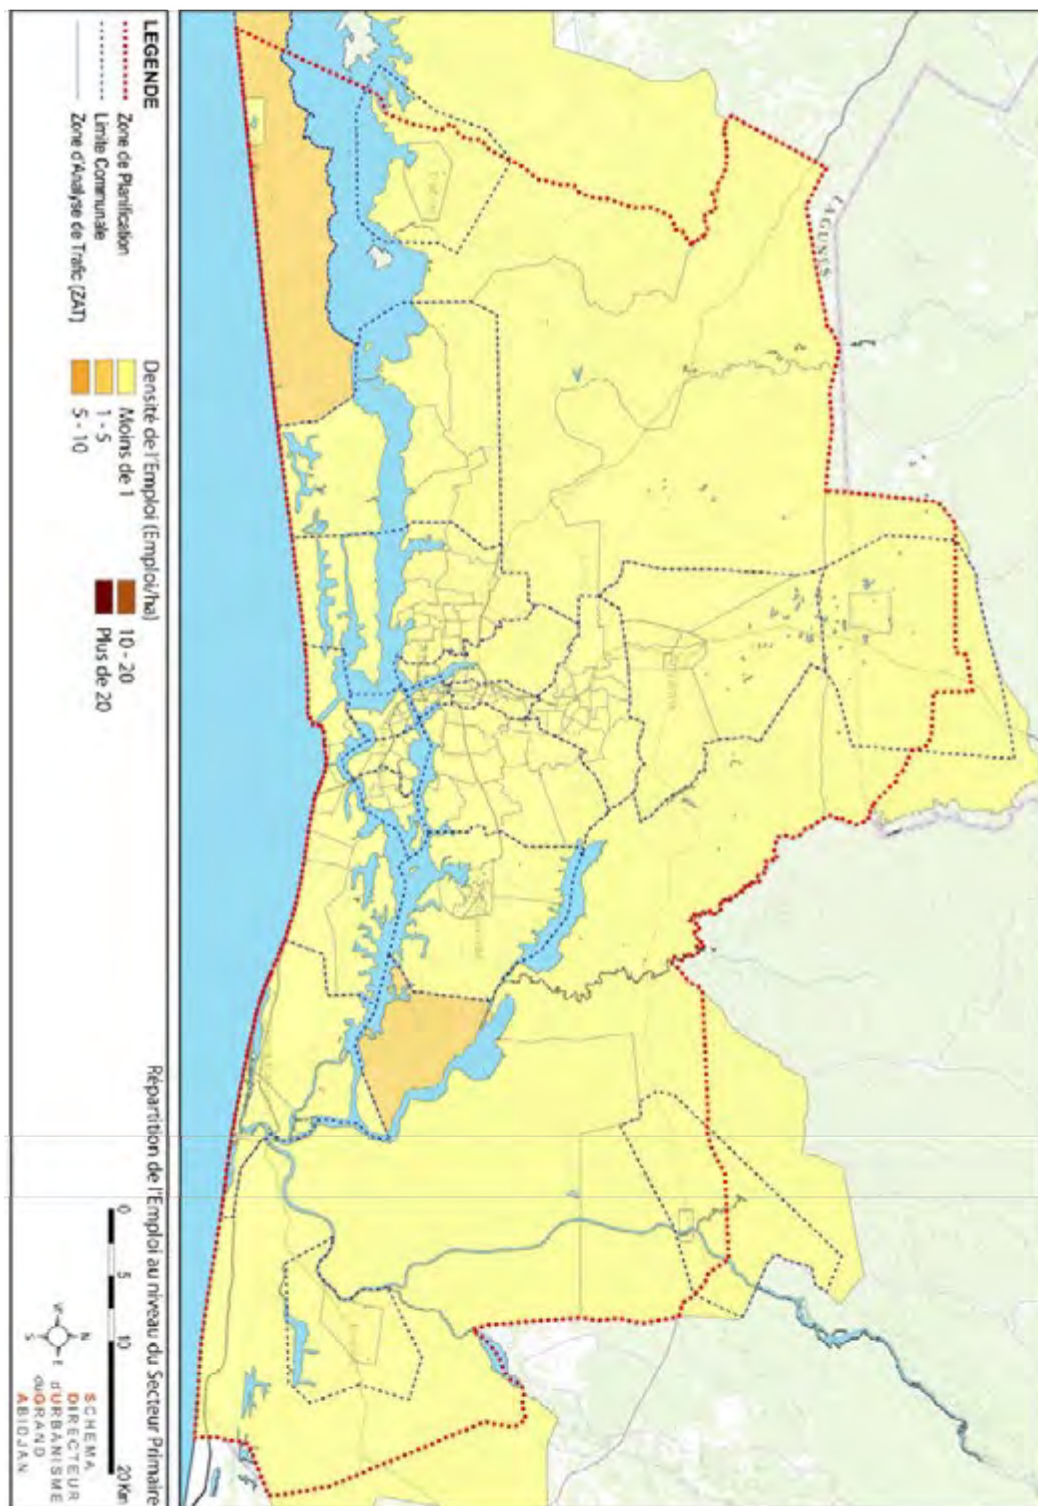 LEGENDE
Zone de Planification
Limite Communale
Zone d'Analyse de Trafic (ZAT)
Densité de l'Emploi (Emploi/ha)
Moins de 1
1 - 5
5 - 10
10 - 20
Plus de 20
Répartition de l'Emploi au niveau du Secteur Primaire
0 5 10 20 Km
N
W E
S
SCHEMA
DIRECTEUR
d'URBANISME
du GRAND
ABIDJAN
LAGUNES